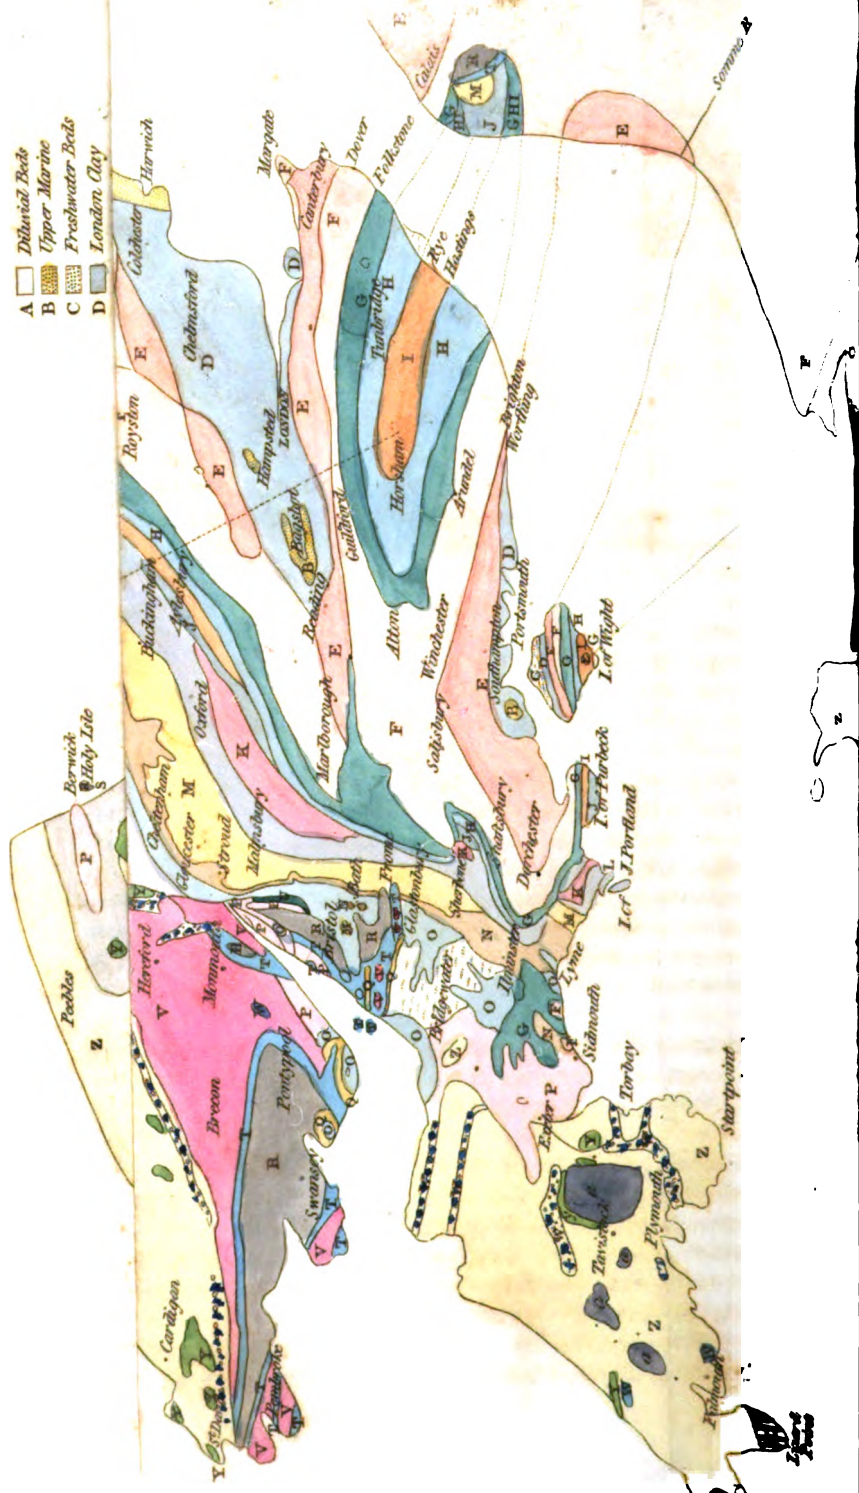 A Diluvial Beds
B Upper Marine
C Freshwater Beds
D London Clay
Berwick
Holy Isle
S
Peebles
P
Z
Y
Royston
E
Colchester
Harwich
Chelmsford
D
E
Hampsted
LONDON
Bagshot
B
Reading
Margate
F
Canterbury
Dover
Folkstone
F
D
E
Guildford
G
H
Tunbridge
I
H
Rye
Hastings
Horsham
Arundel
Brighton
Worthing
Alton
Winchester
Salisbury
Southampton
Portsmouth
D
E
B
I. of Wight
Calais
E
R
M
G
H I
J
G H I
E
Somme
F
Buckingham
Aylesbury
H
Oxford
K
Marlborough
E
F
Cheltenham
Gloucester
M
Stroud
Malmsbury
Bath
Frome
Bristol
Glastonbury
Shaftsbury
Dorchester
I. of Purbeck
I. of Portland
J
L
K
M
N
Ilminster
Lyme
Bridgewater
O
Sidmouth
Exeter
P
Torbay
Startpoint
Z
Plymouth
Tavistock
a
Falmouth
Lizard
Point
Hereford
Monmouth
V
Brecon
Pontypool
R
Swansey
T
Q
Cardigan
St. Davids
Pembroke
Y
W
Z